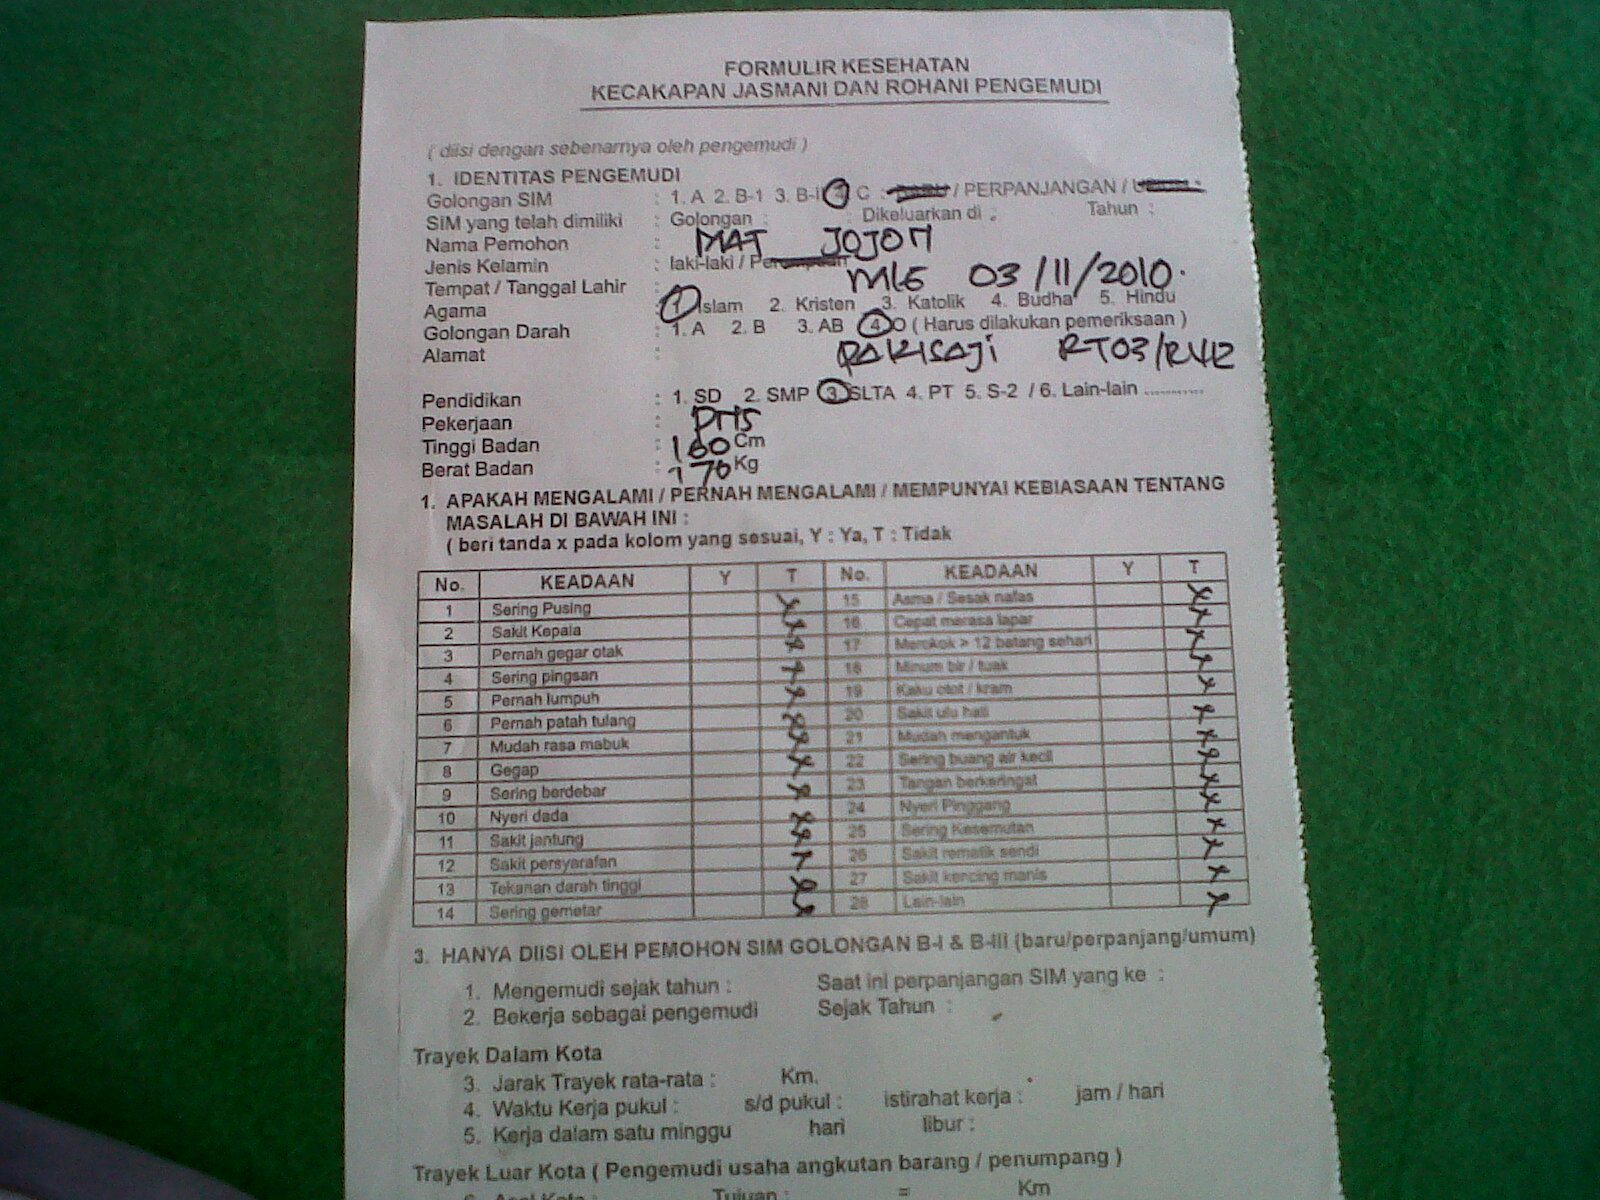 FORMULIR KESEHATAN
KECAKAPAN JASMANI DAN ROHANI PENGEMUDI
( diisi dengan sebenarnya oleh pengemudi )
1. IDENTITAS PENGEMUDI
Golongan SIM : 1. A 2. B-1 3. B-II 4 C : / PERPANJANGAN /
SIM yang telah dimiliki : Golongan : Dikeluarkan di : Tahun :
Nama Pemohon : MAT JOJON
Jenis Kelamin : laki-laki / Perempuan
Tempat / Tanggal Lahir : MLG 03/11/2010.
Agama : 1 Islam 2. Kristen 3. Katolik 4. Budha 5. Hindu
Golongan Darah : 1. A 2. B 3. AB 4 O ( Harus dilakukan pemeriksaan )
Alamat : PAKISAJI RT03/RW2
Pendidikan : 1. SD 2. SMP 3 SLTA 4. PT 5. S-2 / 6. Lain-lain ...........
Pekerjaan : PNS
Tinggi Badan : 160 Cm
Berat Badan : 170 Kg
1. APAKAH MENGALAMI / PERNAH MENGALAMI / MEMPUNYAI KEBIASAAN TENTANG
MASALAH DI BAWAH INI :
( beri tanda x pada kolom yang sesuai, Y : Ya, T : Tidak
No. KEADAAN Y T No. KEADAAN Y T
1 Sering Pusing x 15 Asma / Sesak nafas x
2 Sakit Kepala x 16 Cepat merasa lapar x
3 Pernah gegar otak x 17 Merokok > 12 batang sehari x
4 Sering pingsan x 18 Minum bir / tuak x
5 Pernah lumpuh x 19 Kaku otot / kram x
6 Pernah patah tulang x 20 Sakit ulu hati x
7 Mudah rasa mabuk x 21 Mudah mengantuk x
8 Gegap x 22 Sering buang air kecil x
9 Sering berdebar x 23 Tangan berkeringat x
10 Nyeri dada x 24 Nyeri Pinggang x
11 Sakit jantung x 25 Sering Kesemutan x
12 Sakit persyarafan x 26 Sakit rematik sendi x
13 Tekanan darah tinggi x 27 Sakit kencing manis x
14 Sering gemetar x 28 Lain-lain x
3. HANYA DIISI OLEH PEMOHON SIM GOLONGAN B-I & B-III (baru/perpanjang/umum)
1. Mengemudi sejak tahun : Saat ini perpanjangan SIM yang ke :
2. Bekerja sebagai pengemudi Sejak Tahun :
Trayek Dalam Kota
3. Jarak Trayek rata-rata : Km.
4. Waktu Kerja pukul : s/d pukul : istirahat kerja : jam / hari
5. Kerja dalam satu minggu hari libur :
Trayek Luar Kota ( Pengemudi usaha angkutan barang / penumpang )
6. Asal Kota : Tujuan : = Km